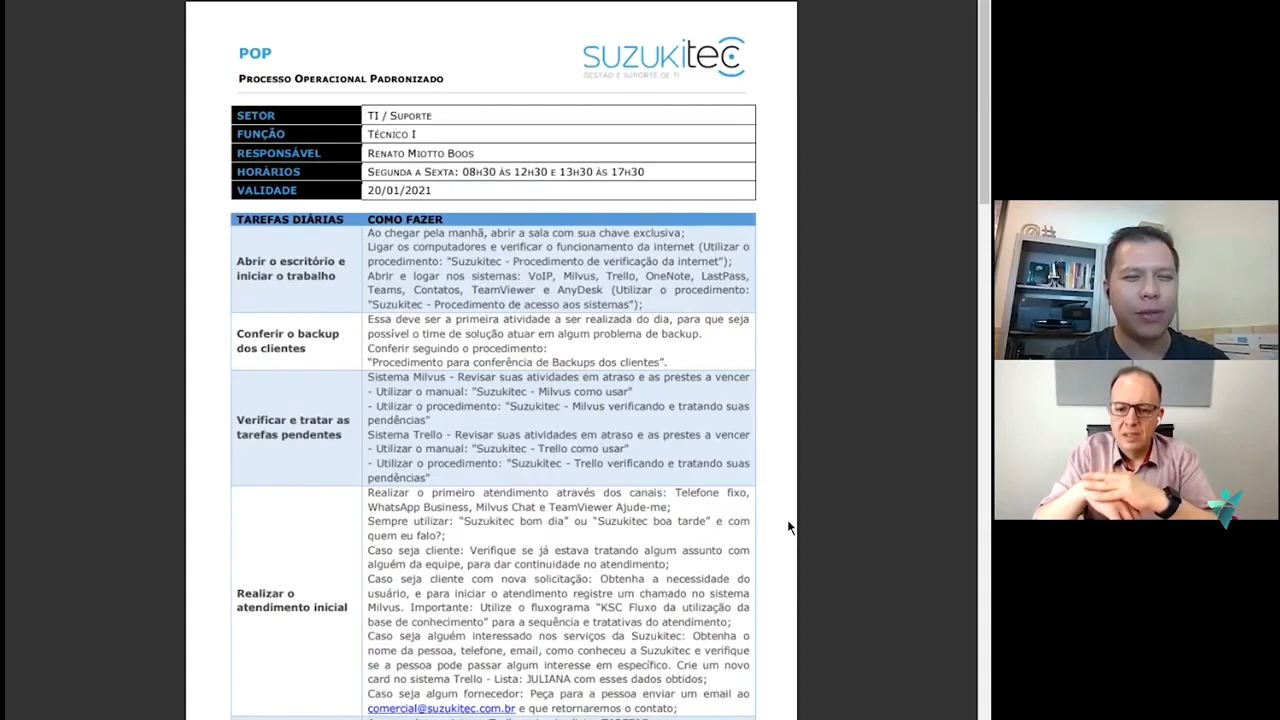 POP
SUZUKITEC
GESTÃO E SUPORTE DE TI
PROCESSO OPERACIONAL PADRONIZADO
SETOR TI / SUPORTE
FUNÇÃO TÉCNICO I
RESPONSÁVEL RENATO MIOTTO BOOS
HORÁRIOS SEGUNDA A SEXTA: 08H30 ÀS 12H30 E 13H30 ÀS 17H30
VALIDADE 20/01/2021
TAREFAS DIÁRIAS COMO FAZER
Abrir o escritório e
iniciar o trabalho
Ao chegar pela manhã, abrir a sala com sua chave exclusiva;
Ligar os computadores e verificar o funcionamento da internet (Utilizar o
procedimento: "Suzukitec - Procedimento de verificação da internet");
Abrir e logar nos sistemas: VoIP, Milvus, Trello, OneNote, LastPass,
Teams, Contatos, TeamViewer e AnyDesk (Utilizar o procedimento:
"Suzukitec - Procedimento de acesso aos sistemas");
Conferir o backup
dos clientes
Essa deve ser a primeira atividade a ser realizada do dia, para que seja
possível o time de solução atuar em algum problema de backup.
Conferir seguindo o procedimento:
“Procedimento para conferência de Backups dos clientes”.
Verificar e tratar as
tarefas pendentes
Sistema Milvus - Revisar suas atividades em atraso e as prestes a vencer
- Utilizar o manual: "Suzukitec - Milvus como usar"
- Utilizar o procedimento: "Suzukitec - Milvus verificando e tratando suas
pendências"
Sistema Trello - Revisar suas atividades em atraso e as prestes a vencer
- Utilizar o manual: "Suzukitec - Trello como usar"
- Utilizar o procedimento: "Suzukitec - Trello verificando e tratando suas
pendências"
Realizar o
atendimento inicial
Realizar o primeiro atendimento através dos canais: Telefone fixo,
WhatsApp Business, Milvus Chat e TeamViewer Ajude-me;
Sempre utilizar: “Suzukitec bom dia” ou “Suzukitec boa tarde” e com
quem eu falo?;
Caso seja cliente: Verifique se já estava tratando algum assunto com
alguém da equipe, para dar continuidade no atendimento;
Caso seja cliente com nova solicitação: Obtenha a necessidade do
usuário, e para iniciar o atendimento registre um chamado no sistema
Milvus. Importante: Utilize o fluxograma “KSC Fluxo da utilização da
base de conhecimento” para a sequência e tratativas do atendimento;
Caso seja alguém interessado nos serviços da Suzukitec: Obtenha o
nome da pessoa, telefone, email, como conheceu a Suzukitec e verifique
se a pessoa pode passar algum interesse em específico. Crie um novo
card no sistema Trello - Lista: JULIANA com esses dados obtidos;
Caso seja algum fornecedor: Peça para a pessoa enviar um email ao
comercial@suzukitec.com.br e que retornaremos o contato;
@#